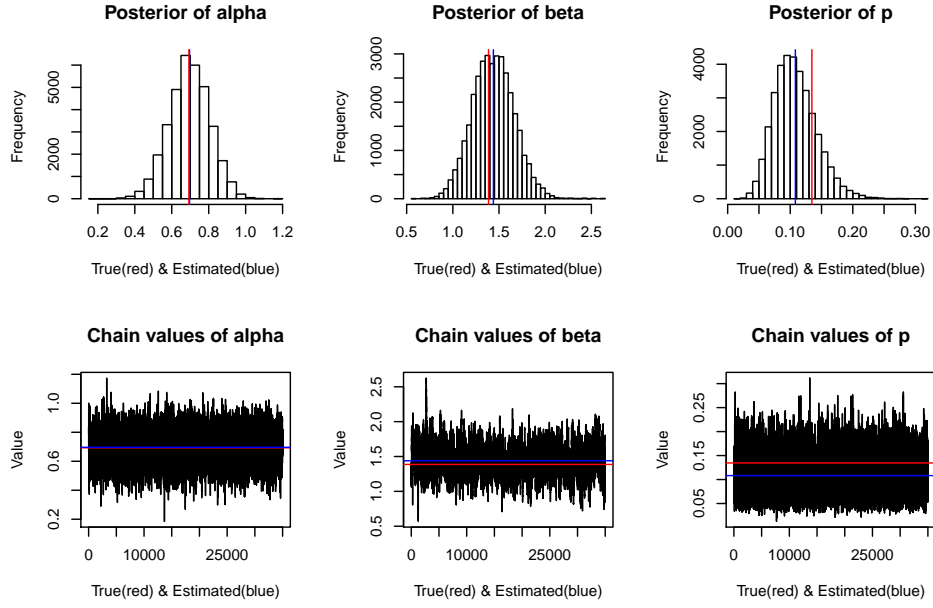 Posterior of alpha
Frequency
0 2000 5000
0.2 0.4 0.6 0.8 1.0 1.2
True(red) & Estimated(blue)
Posterior of beta
Frequency
0 1000 2000 3000
0.5 1.0 1.5 2.0 2.5
True(red) & Estimated(blue)
Posterior of p
Frequency
0 2000 4000
0.00 0.10 0.20 0.30
True(red) & Estimated(blue)
Chain values of alpha
Value
0.2 0.6 1.0
0 10000 25000
True(red) & Estimated(blue)
Chain values of beta
Value
0.5 1.0 1.5 2.0 2.5
0 10000 25000
True(red) & Estimated(blue)
Chain values of p
Value
0.05 0.15 0.25
0 10000 25000
True(red) & Estimated(blue)